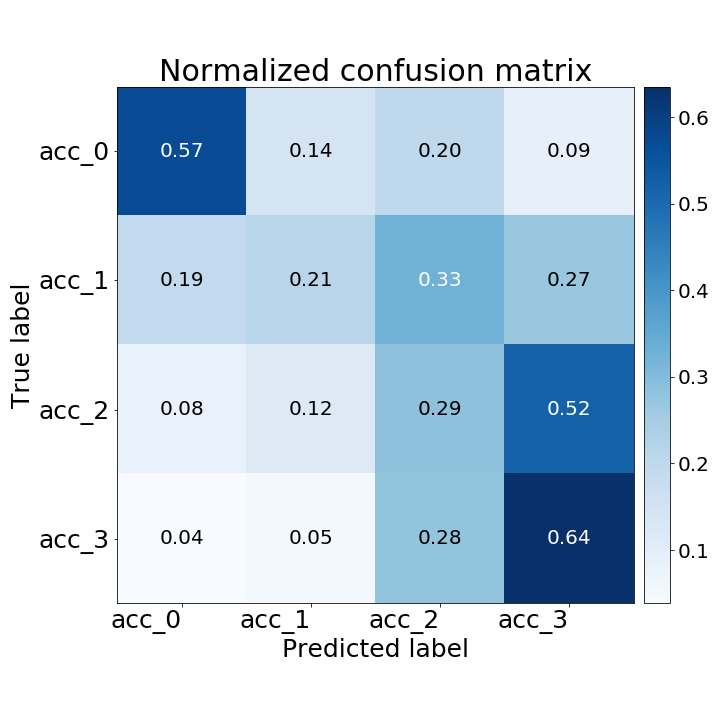 Normalized confusion matrix
True label
acc_0 0.57 0.14 0.20 0.09
acc_1 0.19 0.21 0.33 0.27
acc_2 0.08 0.12 0.29 0.52
acc_3 0.04 0.05 0.28 0.64
acc_0 acc_1 acc_2 acc_3
Predicted label
0.6
0.5
0.4
0.3
0.2
0.1